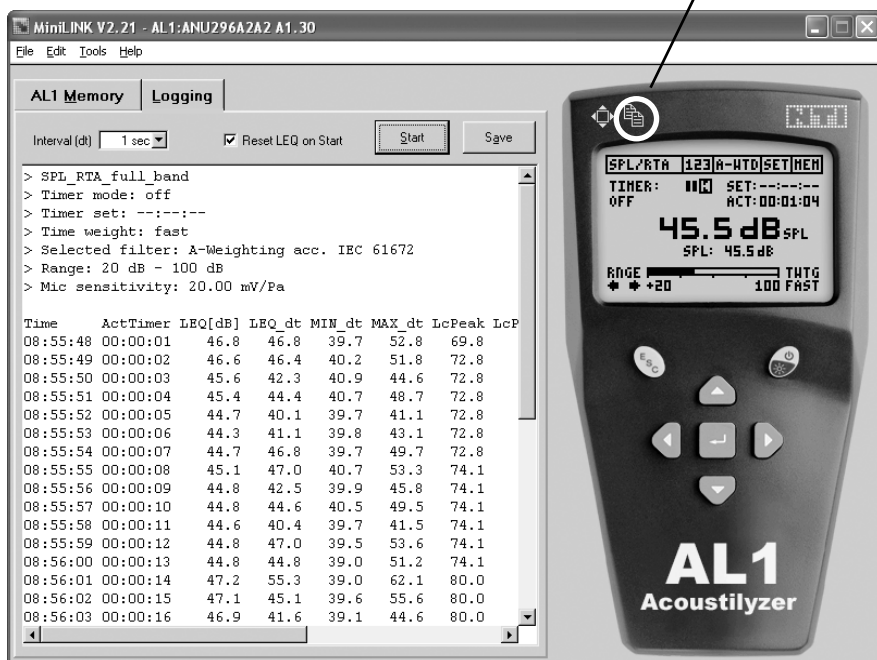 MiniLINK V2.21 - AL1:ANU296A2A2 A1.30
File Edit Tools Help
AL1 Memory Logging
Interval (dt) 1 sec Reset LEQ on Start Start Save
> SPL_RTA_full_band
> Timer mode: off
> Timer set: --:--:--
> Time weight: fast
> Selected filter: A-Weighting acc. IEC 61672
> Range: 20 dB - 100 dB
> Mic sensitivity: 20.00 mV/Pa
Time ActTimer LEQ[dB] LEQ_dt MIN_dt MAX_dt LcPeak LcP
08:55:48 00:00:01 46.8 46.8 39.7 52.8 69.8
08:55:49 00:00:02 46.6 46.4 40.2 51.8 72.8
08:55:50 00:00:03 45.6 42.3 40.9 44.6 72.8
08:55:51 00:00:04 45.4 44.4 40.7 48.7 72.8
08:55:52 00:00:05 44.7 40.1 39.7 41.1 72.8
08:55:53 00:00:06 44.3 41.1 39.8 43.1 72.8
08:55:54 00:00:07 44.7 46.8 39.7 49.7 72.8
08:55:55 00:00:08 45.1 47.0 40.7 53.3 74.1
08:55:56 00:00:09 44.8 42.5 39.9 45.8 74.1
08:55:57 00:00:10 44.8 44.6 40.5 49.5 74.1
08:55:58 00:00:11 44.6 40.4 39.7 41.5 74.1
08:55:59 00:00:12 44.8 47.0 39.5 53.6 74.1
08:56:00 00:00:13 44.8 44.8 39.0 51.2 74.1
08:56:01 00:00:14 47.2 55.3 39.0 62.1 80.0
08:56:02 00:00:15 47.1 45.1 39.6 55.6 80.0
08:56:03 00:00:16 46.9 41.6 39.1 44.6 80.0
NTi
SPL/RTA 123 A-WTD SET MEM
TIMER: SET:--:--:--
OFF ACT:00:01:04
45.5 dB SPL
SPL: 45.5 dB
RNGE TWTG
+20 100 FAST
ESC
AL1
Acoustilyzer